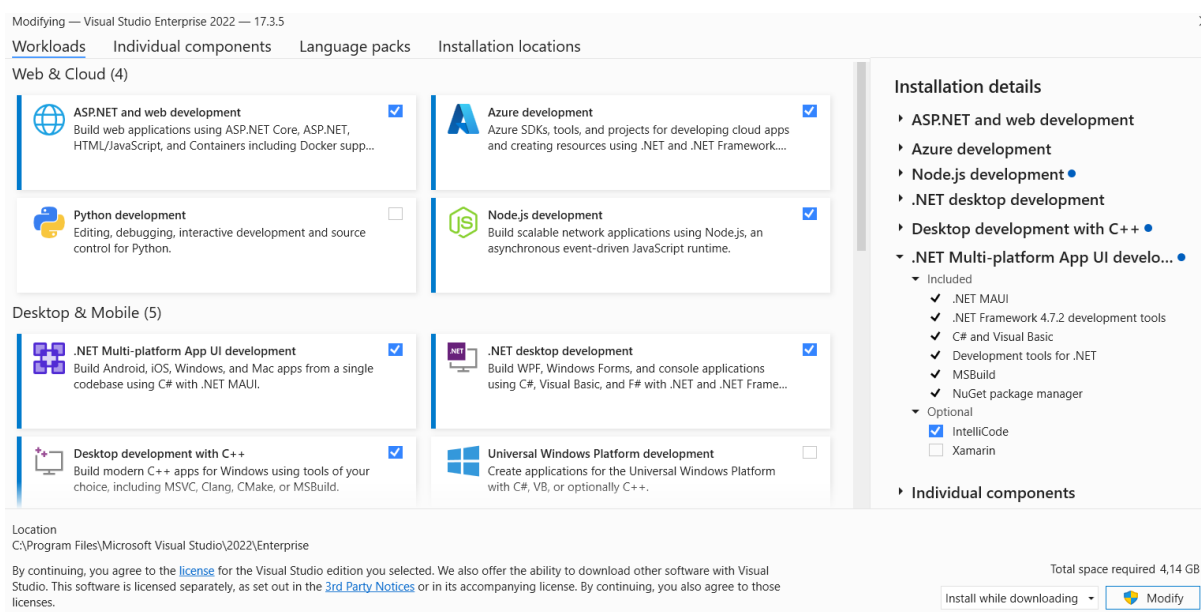 Modifying — Visual Studio Enterprise 2022 — 17.3.5
Workloads Individual components Language packs Installation locations
Web & Cloud (4)
ASP.NET and web development
Build web applications using ASP.NET Core, ASP.NET,
HTML/JavaScript, and Containers including Docker supp...
Azure development
Azure SDKs, tools, and projects for developing cloud apps
and creating resources using .NET and .NET Framework....
Python development
Editing, debugging, interactive development and source
control for Python.
JS
Node.js development
Build scalable network applications using Node.js, an
asynchronous event-driven JavaScript runtime.
Desktop & Mobile (5)
.NET Multi-platform App UI development
Build Android, iOS, Windows, and Mac apps from a single
codebase using C# with .NET MAUI.
.NET
.NET desktop development
Build WPF, Windows Forms, and console applications
using C#, Visual Basic, and F# with .NET and .NET Frame...
Desktop development with C++
Build modern C++ apps for Windows using tools of your
choice, including MSVC, Clang, CMake, or MSBuild.
Universal Windows Platform development
Create applications for the Universal Windows Platform
with C#, VB, or optionally C++.
Installation details
ASP.NET and web development
Azure development
Node.js development
.NET desktop development
Desktop development with C++
.NET Multi-platform App UI develo...
Included
.NET MAUI
.NET Framework 4.7.2 development tools
C# and Visual Basic
Development tools for .NET
MSBuild
NuGet package manager
Optional
IntelliCode
Xamarin
Individual components
Location
C:\Program Files\Microsoft Visual Studio\2022\Enterprise
By continuing, you agree to the license for the Visual Studio edition you selected. We also offer the ability to download other software with Visual
Studio. This software is licensed separately, as set out in the 3rd Party Notices or in its accompanying license. By continuing, you also agree to those
licenses.
Total space required 4,14 GB
Install while downloading
Modify